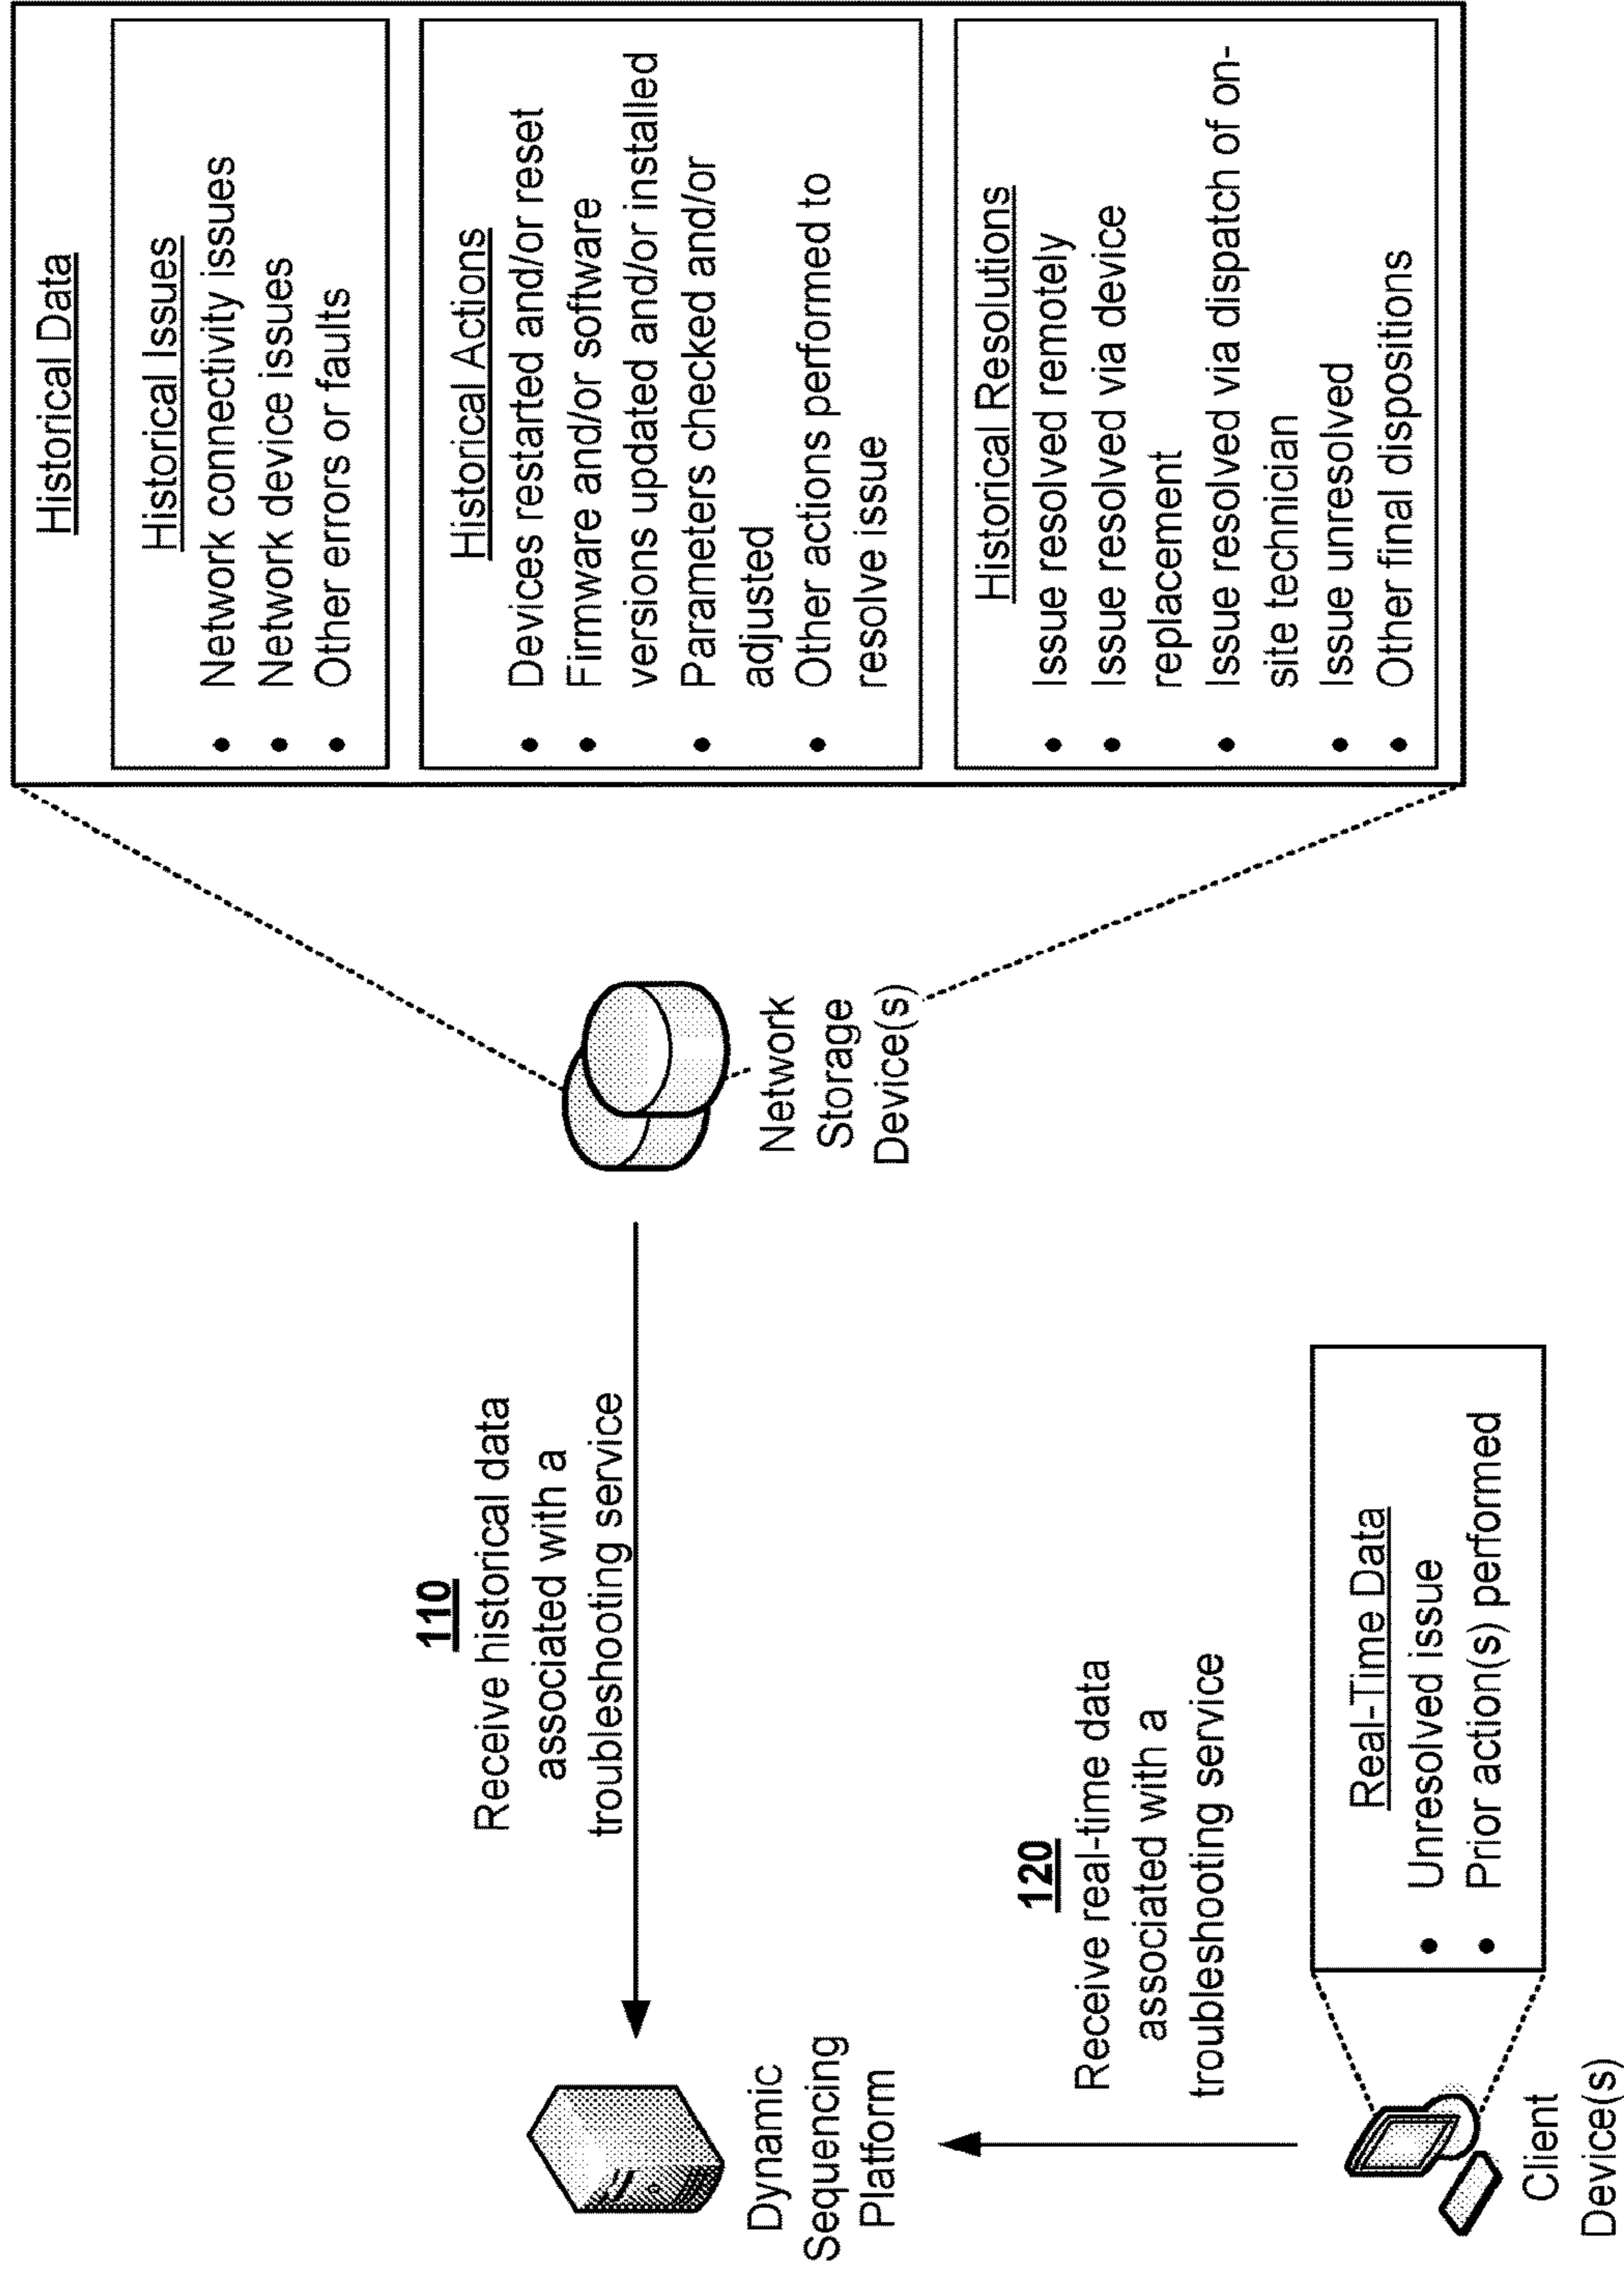 Historical Data
Historical Issues
• Network connectivity issues
• Network device issues
• Other errors or faults
Historical Actions
• Devices restarted and/or reset
• Firmware and/or software
versions updated and/or installed
• Parameters checked and/or
adjusted
• Other actions performed to
resolve issue
Historical Resolutions
• Issue resolved remotely
• Issue resolved via device
replacement
• Issue resolved via dispatch of on-
site technician
• Issue unresolved
• Other final dispositions
110
Receive historical data
associated with a
troubleshooting service
Network
Storage
Device(s)
Dynamic
Sequencing
Platform
120
Receive real-time data
associated with a
troubleshooting service
Real-Time Data
• Unresolved issue
• Prior action(s) performed
Client
Device(s)